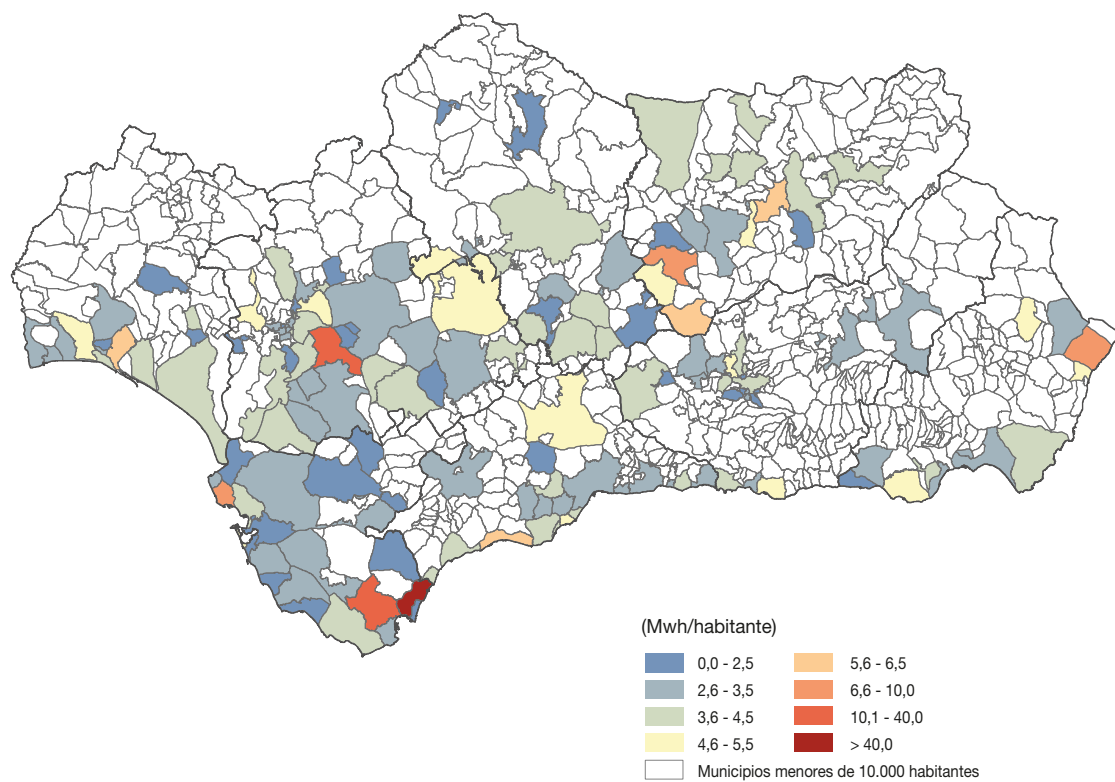 (Mwh/habitante)
0,0 - 2,5
2,6 - 3,5
3,6 - 4,5
4,6 - 5,5
5,6 - 6,5
6,6 - 10,0
10,1 - 40,0
> 40,0
Municipios menores de 10.000 habitantes